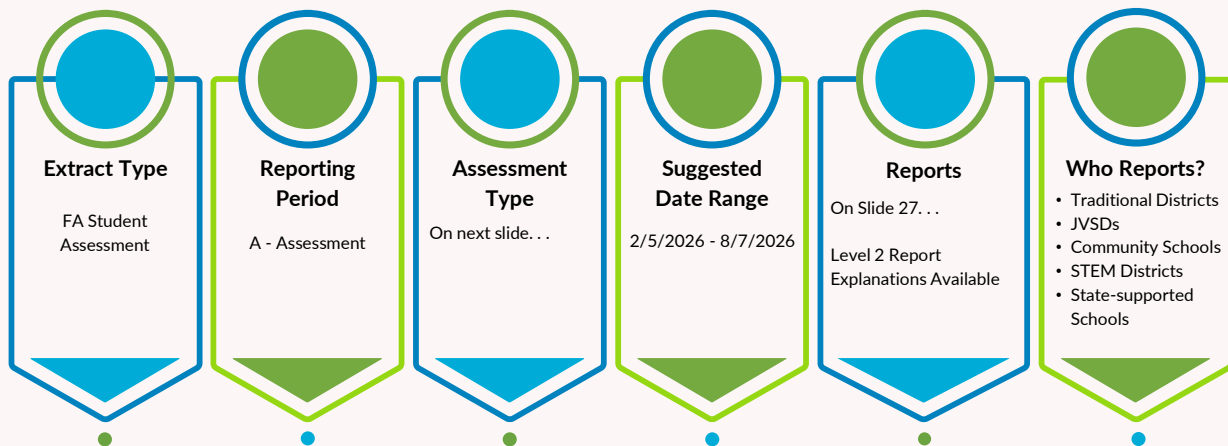 Extract Type
FA Student
Assessment
Reporting
Period
A - Assessment
Assessment
Type
On next slide. . .
Suggested
Date Range
2/5/2026 - 8/7/2026
Reports
On Slide 27. . .
Level 2 Report
Explanations Available
Who Reports?
• Traditional Districts
• JVSDs
• Community Schools
• STEM Districts
• State-supported
Schools